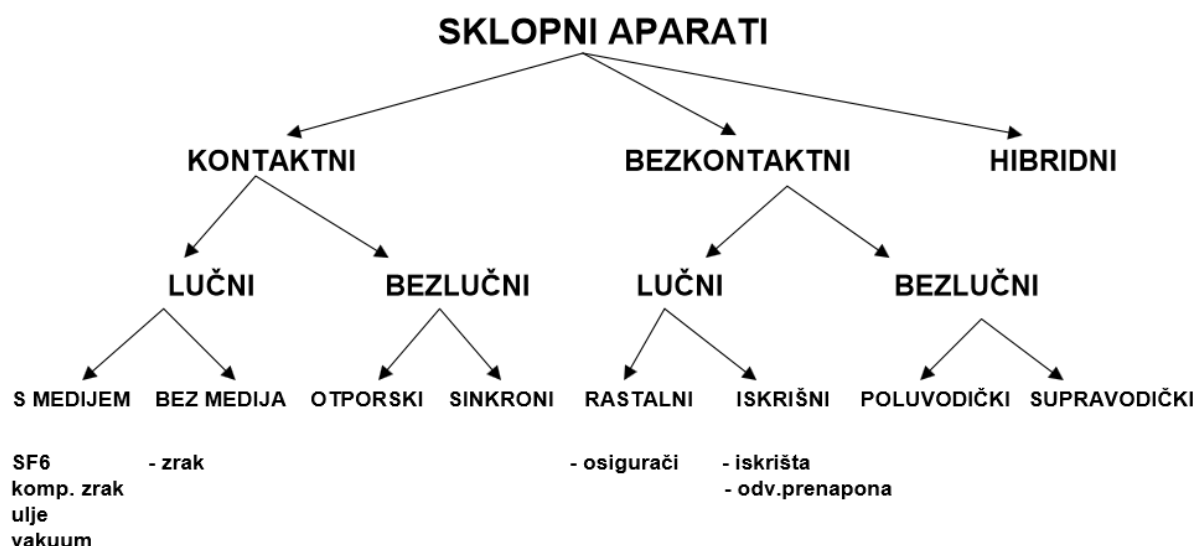 SKLOPNI APARATI
KONTAKTNI BEZKONTAKTNI HIBRIDNI
LUČNI BEZLUČNI LUČNI BEZLUČNI
S MEDIJEM BEZ MEDIJA OTPORSKI SINKRONI RASTALNI ISKRIŠNI POLUVODIČKI SUPRAVODIČKI
SF6 - zrak - osigurači - iskrišta
komp. zrak - odv.prenapona
ulje
vakuum